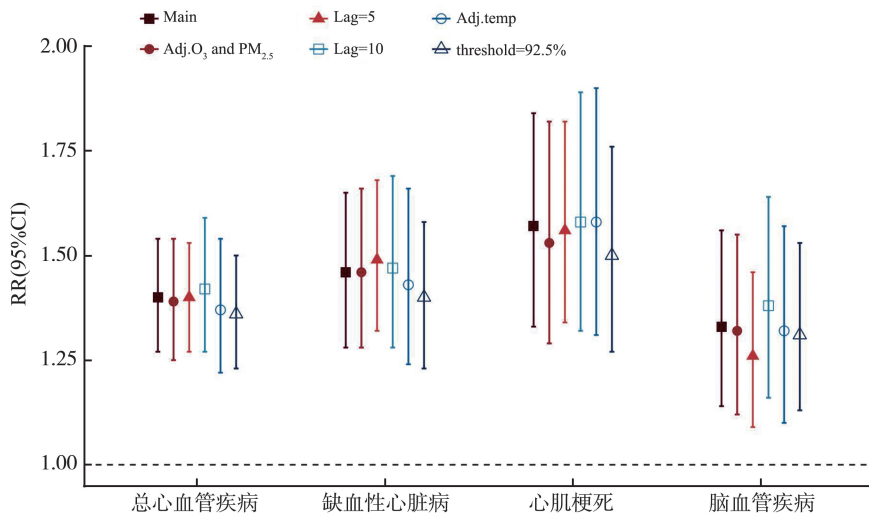 Main
Lag=5
Adj.temp
Adj.O₃ and PM₂.₅
Lag=10
threshold=92.5%
2.00
1.75
1.50
1.25
1.00
RR(95%CI)
总心血管疾病
缺血性心脏病
心肌梗死
脑血管疾病